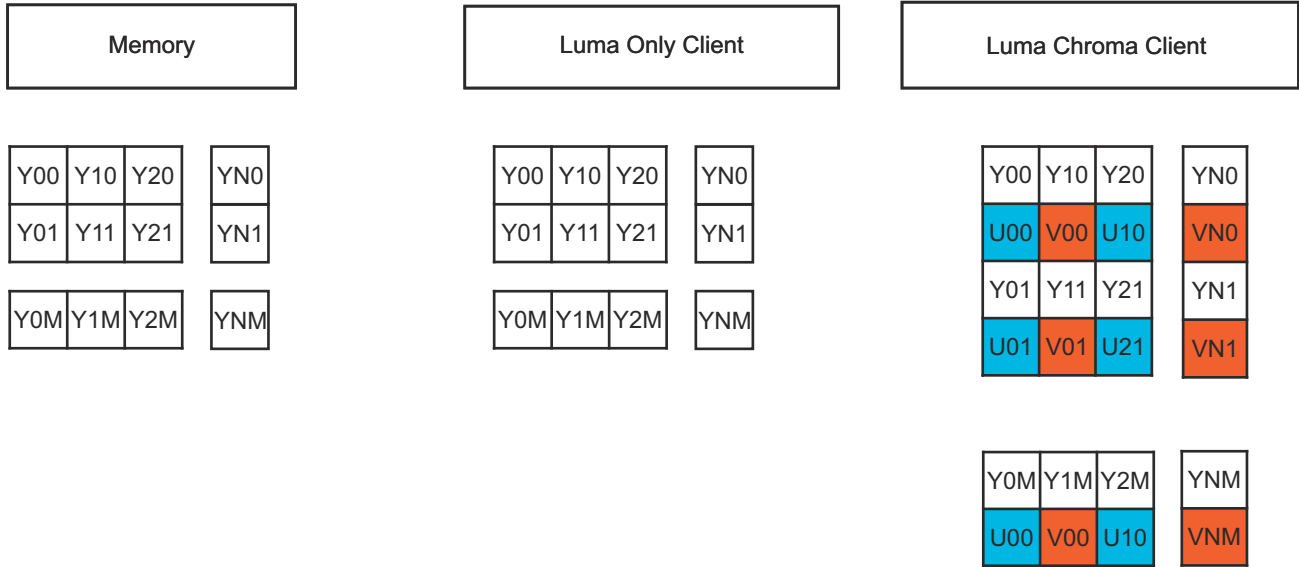 Memory
Luma Only Client
Luma Chroma Client
Y00 Y10 Y20 YN0
Y01 Y11 Y21 YN1
Y0M Y1M Y2M YNM
Y00 Y10 Y20 YN0
Y01 Y11 Y21 YN1
Y0M Y1M Y2M YNM
Y00 Y10 Y20 YN0
U00 V00 U10 VN0
Y01 Y11 Y21 YN1
U01 V01 U21 VN1
Y0M Y1M Y2M YNM
U00 V00 U10 VNM